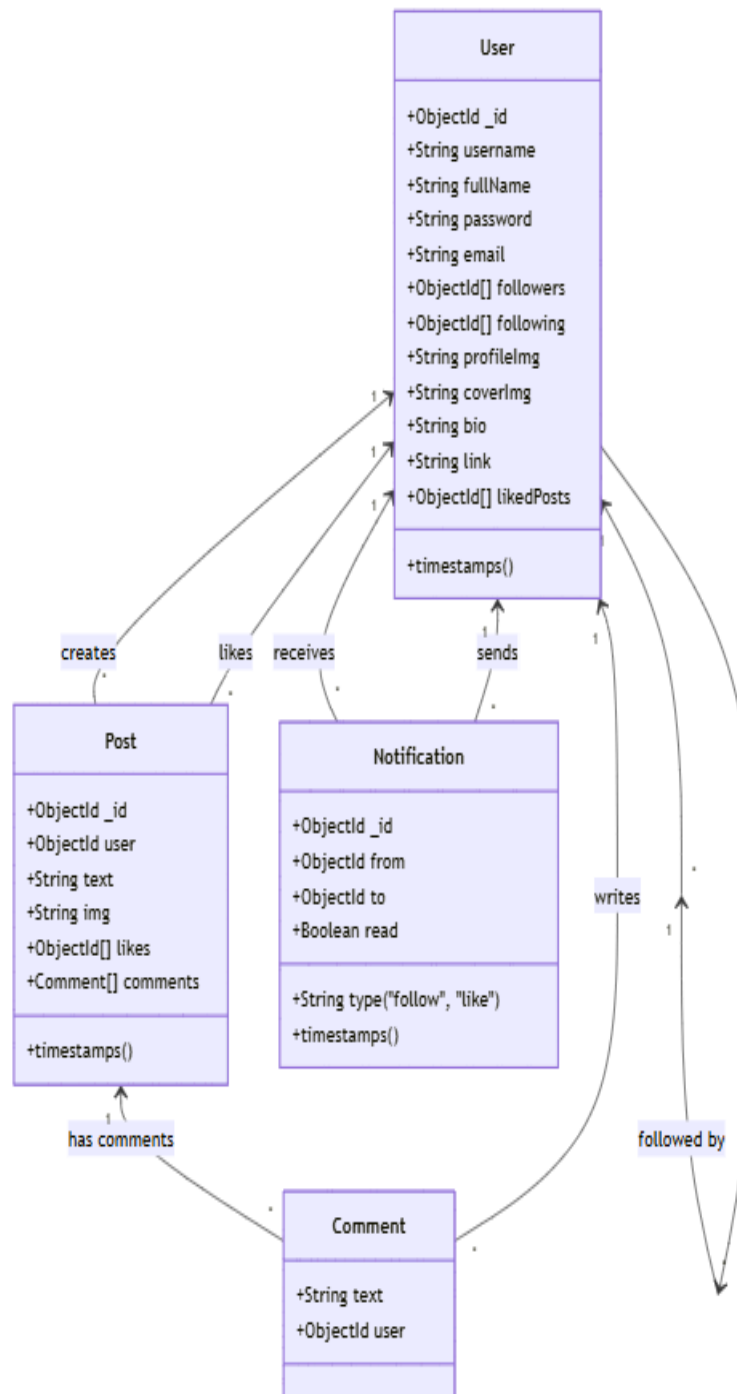 User
+ObjectId _id
+String username
+String fullName
+String password
+String email
+ObjectId[] followers
+ObjectId[] following
+String profileImg
+String coverImg
+String bio
+String link
+ObjectId[] likedPosts
+timestamps()
1
1
1
1
1
1
creates
likes
receives
sends
*
*
*
*
Post
+ObjectId _id
+ObjectId user
+String text
+String img
+ObjectId[] likes
+Comment[] comments
+timestamps()
Notification
+ObjectId _id
+ObjectId from
+ObjectId to
+Boolean read
+String type("follow", "like")
+timestamps()
writes
*
1
1
has comments
followed by
*
*
*
Comment
+String text
+ObjectId user